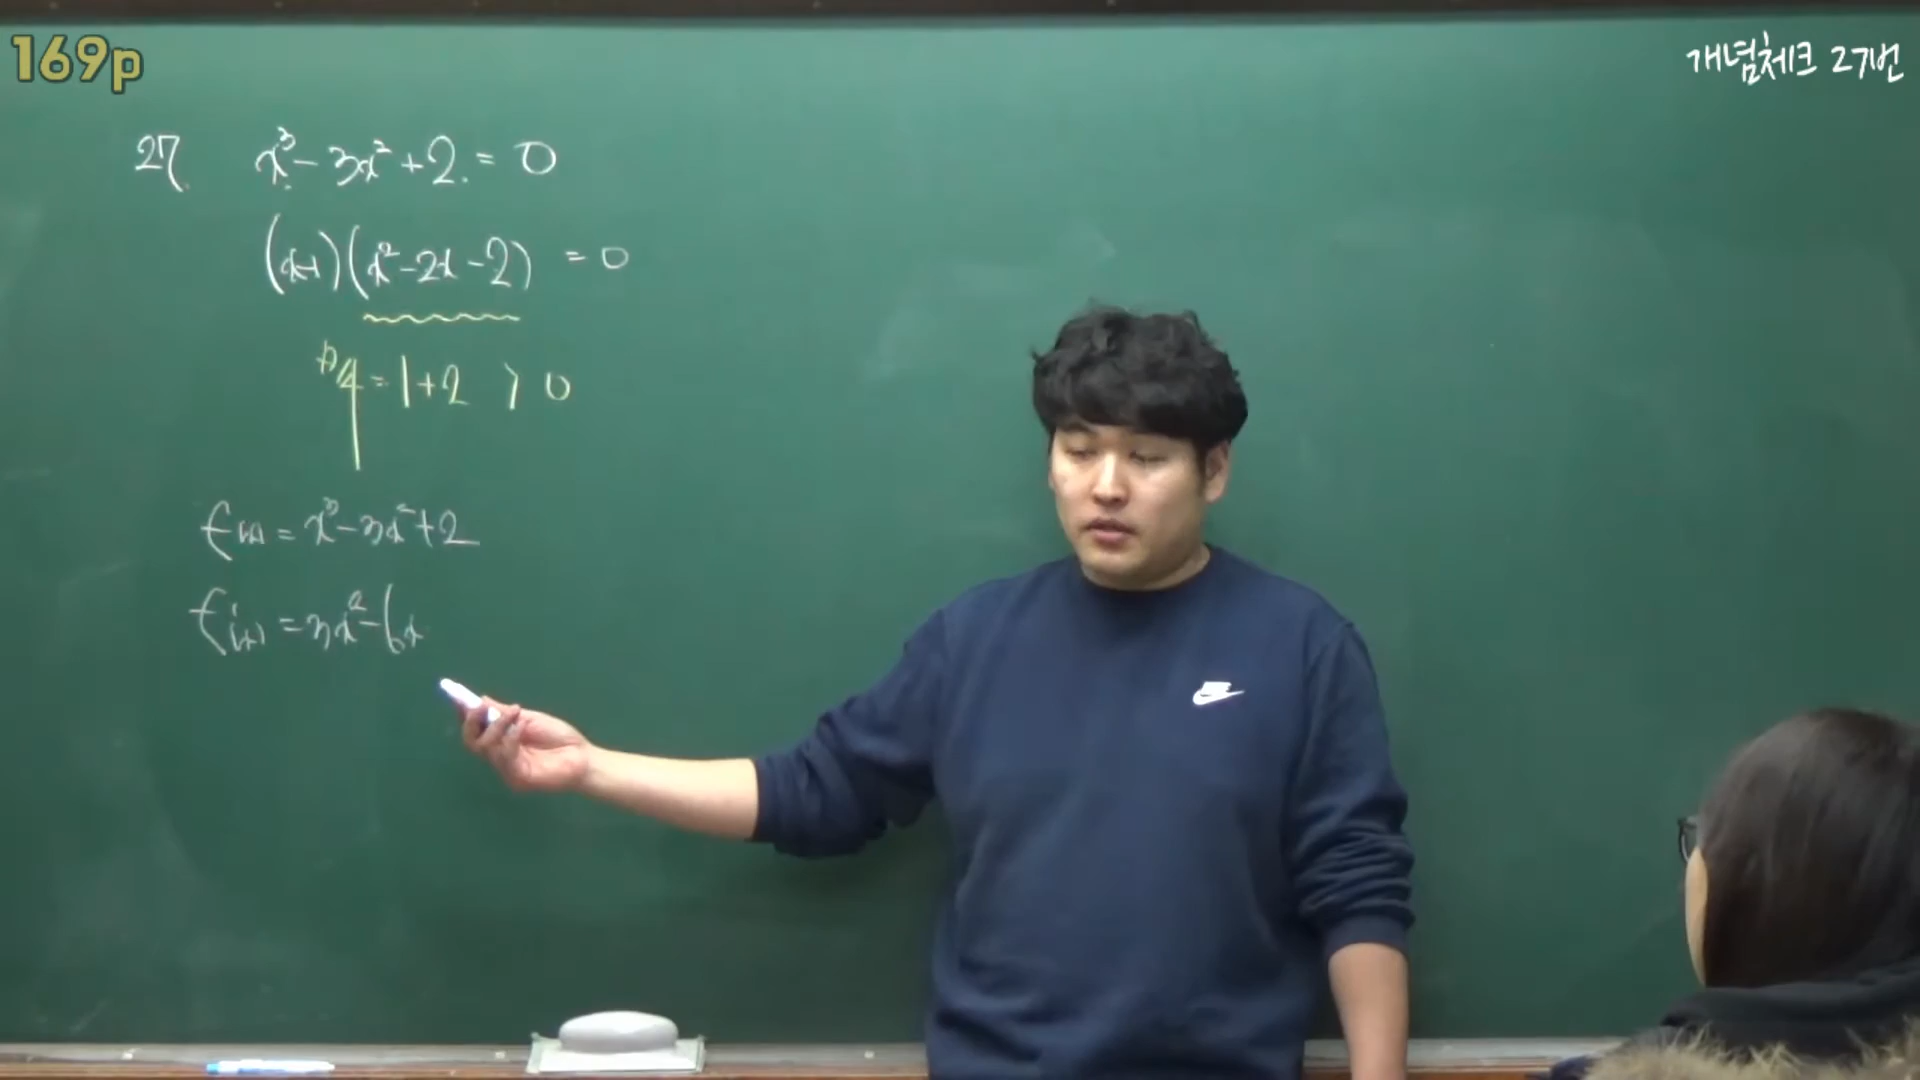 169p
개념체크 27번
27. x³ - 3x² + 2 = 0
(x-1)(x² - 2x - 2) = 0
D/4 = 1 + 2 > 0
f(x) = x³ - 3x² + 2
f'(x) = 3x² - 6x